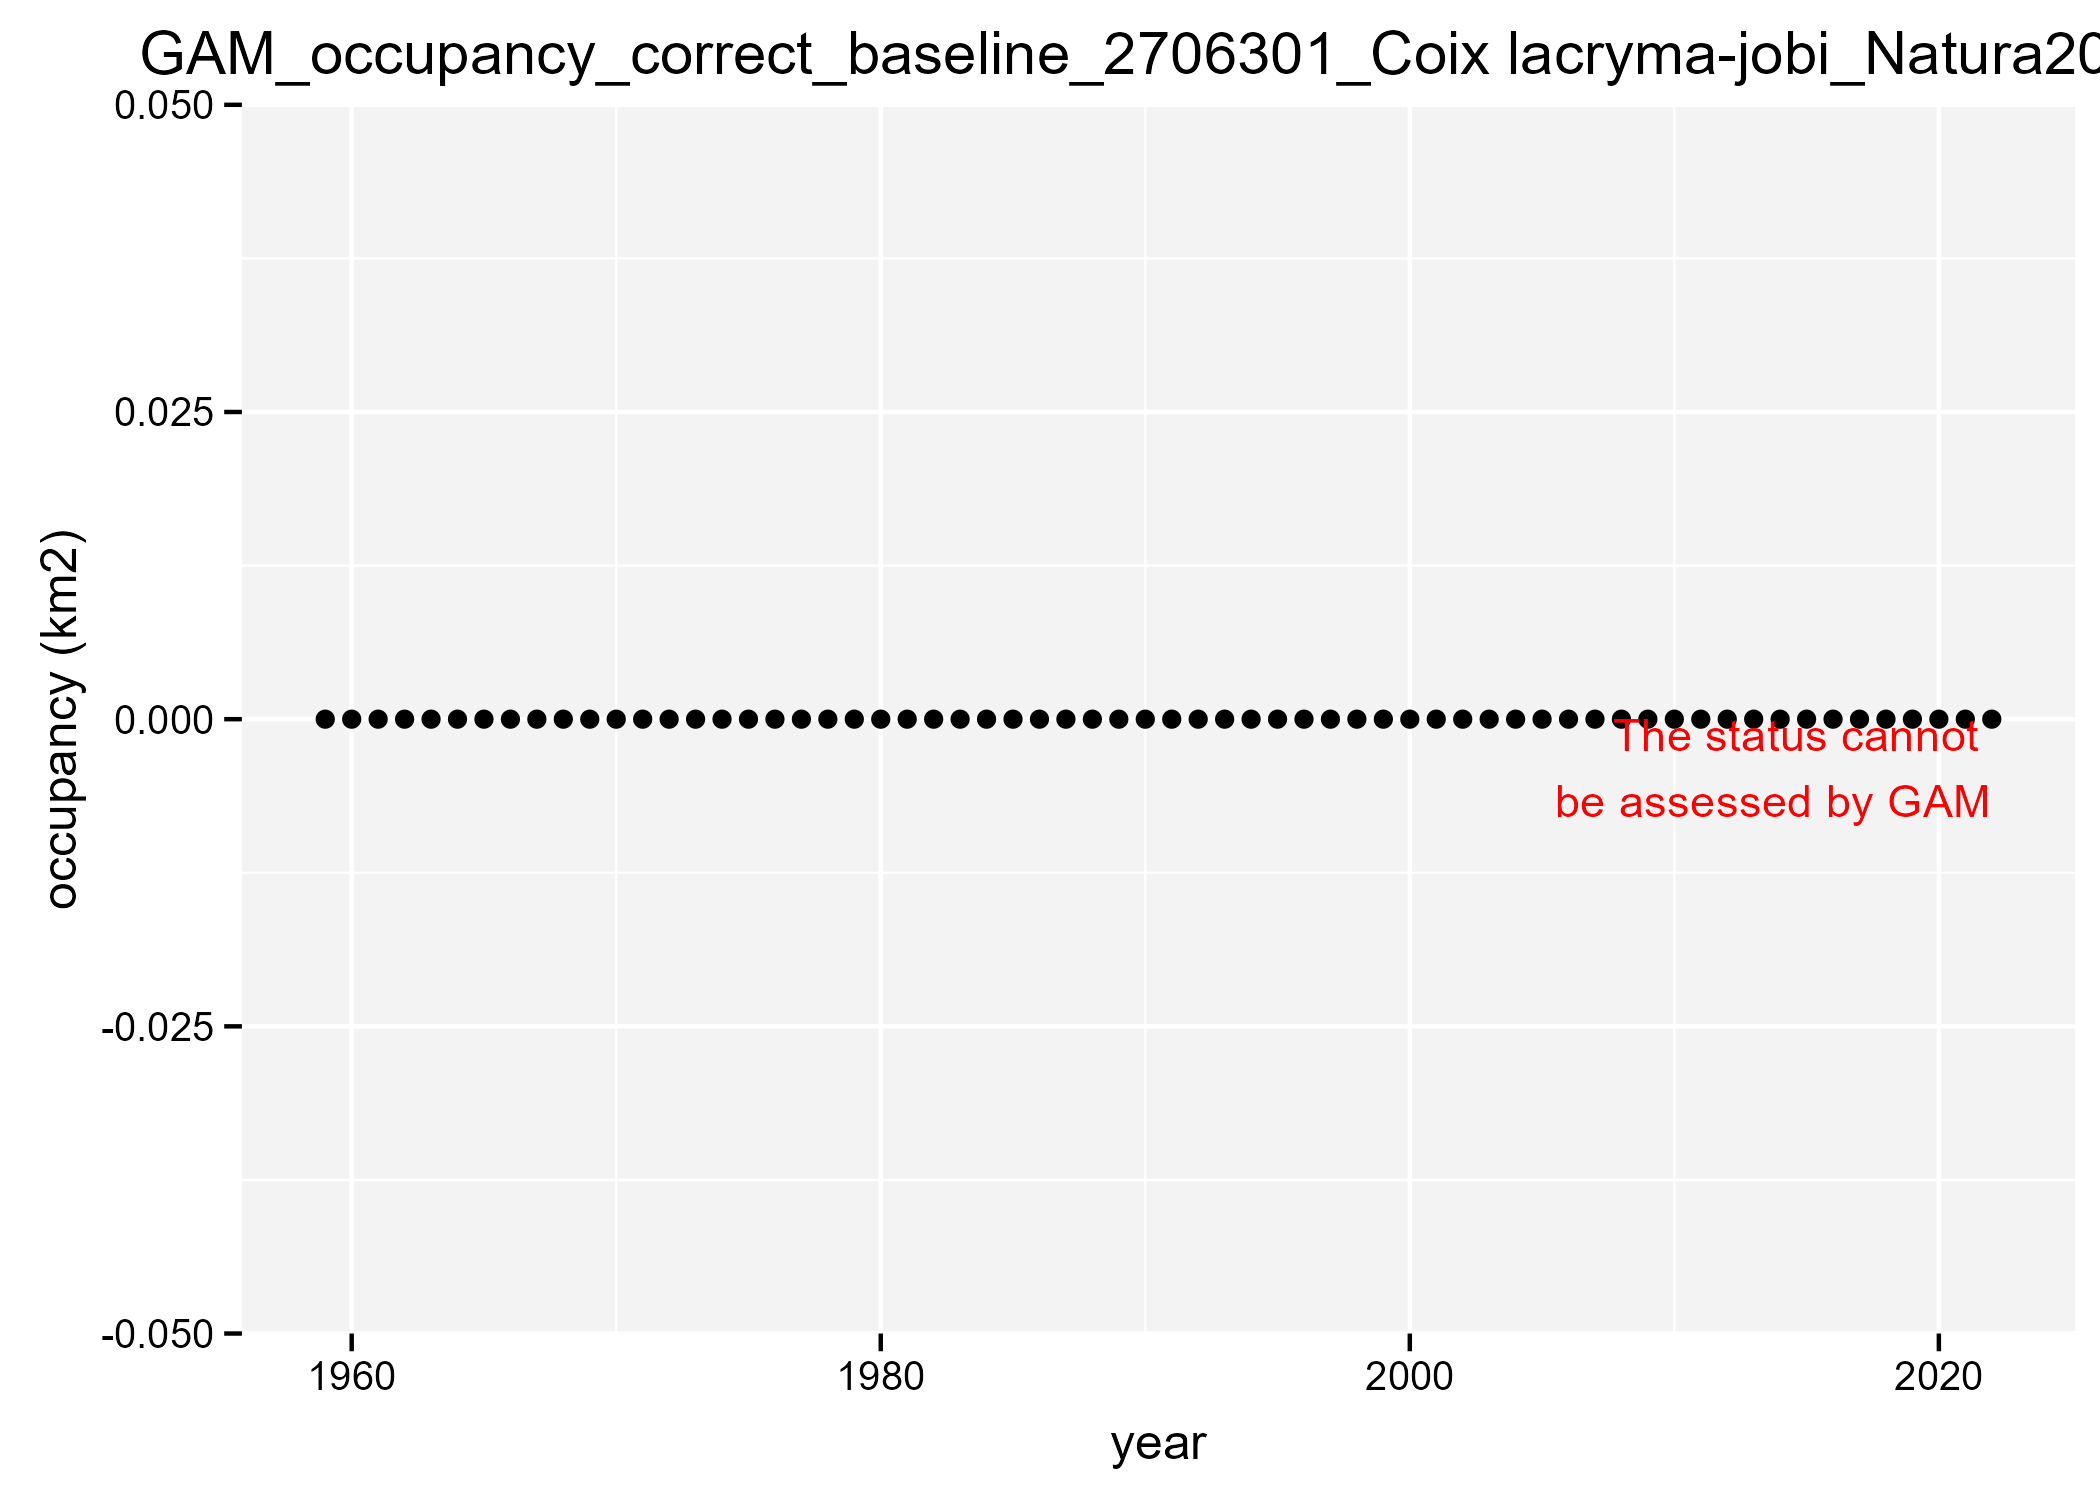 GAM_occupancy_correct_baseline_2706301_Coix lacryma-jobi_Natura20
0.050
0.025
0.000
-0.025
-0.050
occupancy (km2)
The status cannot
be assessed by GAM
1960 1980 2000 2020
year